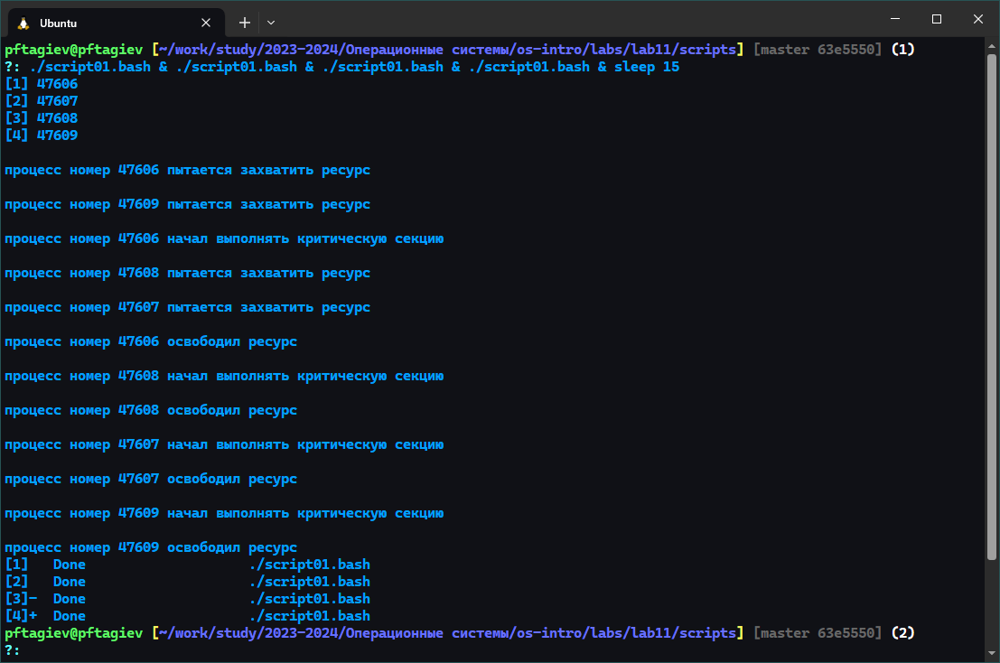 Ubuntu
pftagiev@pftagiev [~/work/study/2023-2024/Операционные системы/os-intro/labs/lab11/scripts] [master 63e5550] (1)
?: ./script01.bash & ./script01.bash & ./script01.bash & ./script01.bash & sleep 15
[1] 47606
[2] 47607
[3] 47608
[4] 47609
процесс номер 47606 пытается захватить ресурс
процесс номер 47609 пытается захватить ресурс
процесс номер 47606 начал выполнять критическую секцию
процесс номер 47608 пытается захватить ресурс
процесс номер 47607 пытается захватить ресурс
процесс номер 47606 освободил ресурс
процесс номер 47608 начал выполнять критическую секцию
процесс номер 47608 освободил ресурс
процесс номер 47607 начал выполнять критическую секцию
процесс номер 47607 освободил ресурс
процесс номер 47609 начал выполнять критическую секцию
процесс номер 47609 освободил ресурс
[1]   Done                    ./script01.bash
[2]   Done                    ./script01.bash
[3]-  Done                    ./script01.bash
[4]+  Done                    ./script01.bash
pftagiev@pftagiev [~/work/study/2023-2024/Операционные системы/os-intro/labs/lab11/scripts] [master 63e5550] (2)
?: